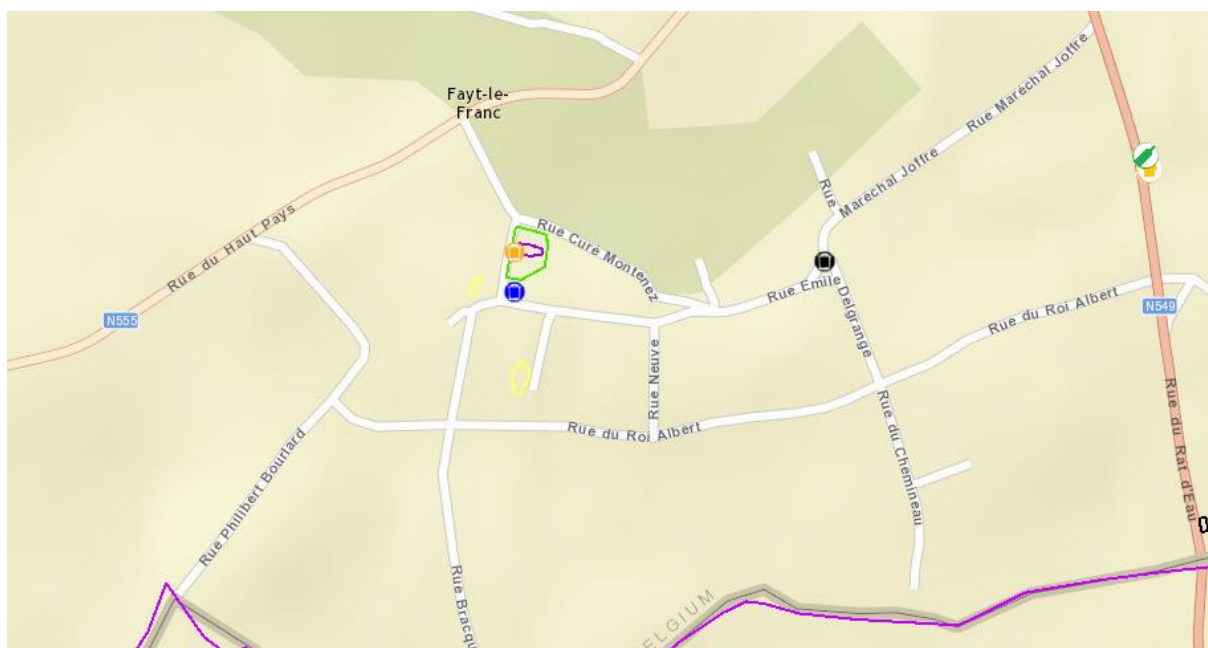 Fayt-le-
Franc
Rue Maréchal Joffre
Maréchal Joffre
Rue
Rue du Haut Pays
Rue Curé Montenez
Rue Emile
Delgrange
N555
N549
Rue du Roi Albert
Rue Neuve
Rue du Roi Albert
Rue du Chemineau
Rue du Rat d'Eau
Rue Philibert Bourlard
Rue Bracqu
ELGIUM